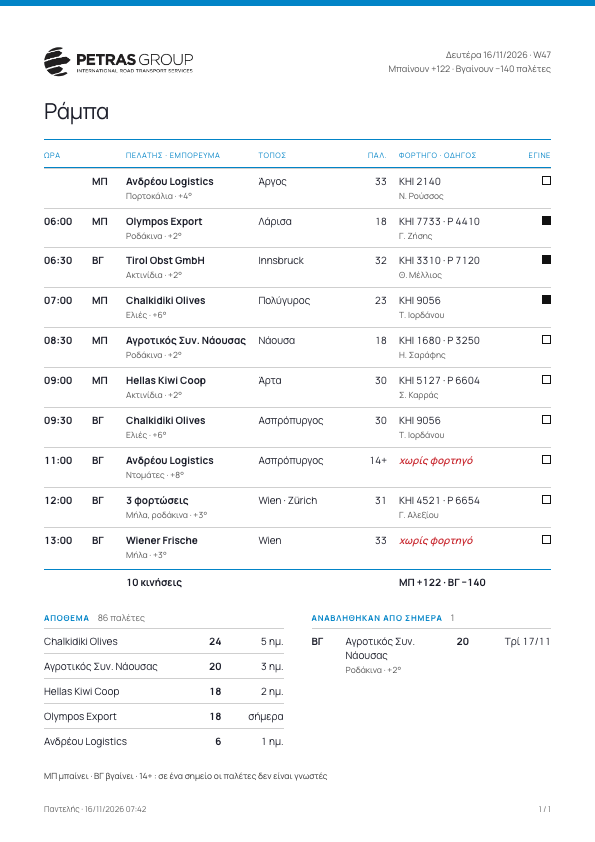 PETRAS GROUP
INTERNATIONAL ROAD TRANSPORT SERVICES
Δευτέρα 16/11/2026 · W47
Μπαίνουν +122 · Βγαίνουν −140 παλέτες
Ράμπα
ΩΡΑ ΠΕΛΑΤΗΣ · ΕΜΠΟΡΕΥΜΑ ΤΟΠΟΣ ΠΑΛ. ΦΟΡΤΗΓΟ · ΟΔΗΓΟΣ ΕΓΙΝΕ
ΜΠ Ανδρέου Logistics Άργος 33 ΚΗΙ 2140
Πορτοκάλια · +4° Ν. Ρούσσος
06:00 ΜΠ Olympos Export Λάρισα 18 ΚΗΙ 7733 · Ρ 4410
Ροδάκινα · +2° Γ. Ζήσης
06:30 ΒΓ Tirol Obst GmbH Innsbruck 32 ΚΗΙ 3310 · Ρ 7120
Ακτινίδια · +2° Θ. Μέλλιος
07:00 ΜΠ Chalkidiki Olives Πολύγυρος 23 ΚΗΙ 9056
Ελιές · +6° Τ. Ιορδάνου
08:30 ΜΠ Αγροτικός Συν. Νάουσας Νάουσα 18 ΚΗΙ 1680 · Ρ 3250
Ροδάκινα · +2° Η. Σαράφης
09:00 ΜΠ Hellas Kiwi Coop Άρτα 30 ΚΗΙ 5127 · Ρ 6604
Ακτινίδια · +2° Σ. Καρράς
09:30 ΒΓ Chalkidiki Olives Ασπρόπυργος 30 ΚΗΙ 9056
Ελιές · +6° Τ. Ιορδάνου
11:00 ΒΓ Ανδρέου Logistics Ασπρόπυργος 14+ χωρίς φορτηγό
Ντομάτες · +8°
12:00 ΒΓ 3 φορτώσεις Wien · Zürich 31 ΚΗΙ 4521 · Ρ 6654
Μήλα, ροδάκινα · +3° Γ. Αλεξίου
13:00 ΒΓ Wiener Frische Wien 33 χωρίς φορτηγό
Μήλα · +3°
10 κινήσεις ΜΠ +122 · ΒΓ −140
ΑΠΟΘΕΜΑ 86 παλέτες
Chalkidiki Olives 24 5 ημ.
Αγροτικός Συν. Νάουσας 20 3 ημ.
Hellas Kiwi Coop 18 2 ημ.
Olympos Export 18 σήμερα
Ανδρέου Logistics 6 1 ημ.
ΑΝΑΒΛΗΘΗΚΑΝ ΑΠΟ ΣΗΜΕΡΑ 1
ΒΓ Αγροτικός Συν. 20 Τρί 17/11
Νάουσας
Ροδάκινα · +2°
ΜΠ μπαίνει · ΒΓ βγαίνει · 14+ : σε ένα σημείο οι παλέτες δεν είναι γνωστές
Παντελής · 16/11/2026 07:42 1 / 1